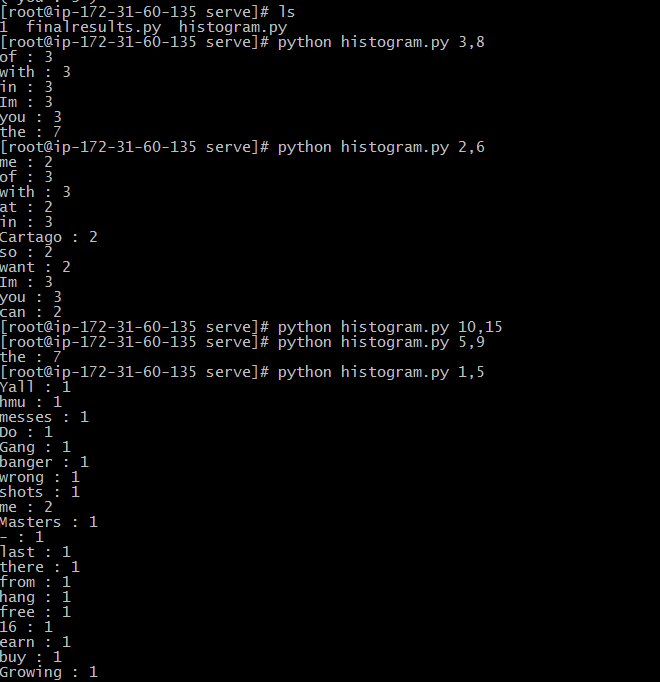 [root@ip-172-31-60-135 serve]# ls
1  finalresults.py  histogram.py
[root@ip-172-31-60-135 serve]# python histogram.py 3,8
of : 3
with : 3
in : 3
Im : 3
you : 3
the : 7
[root@ip-172-31-60-135 serve]# python histogram.py 2,6
me : 2
of : 3
with : 3
at : 2
in : 3
Cartago : 2
so : 2
want : 2
Im : 3
you : 3
can : 2
[root@ip-172-31-60-135 serve]# python histogram.py 10,15
[root@ip-172-31-60-135 serve]# python histogram.py 5,9
the : 7
[root@ip-172-31-60-135 serve]# python histogram.py 1,5
Yall : 1
hmu : 1
messes : 1
Do : 1
Gang : 1
banger : 1
wrong : 1
shots : 1
me : 2
Masters : 1
- : 1
last : 1
there : 1
from : 1
hang : 1
free : 1
16 : 1
earn : 1
buy : 1
Growing : 1